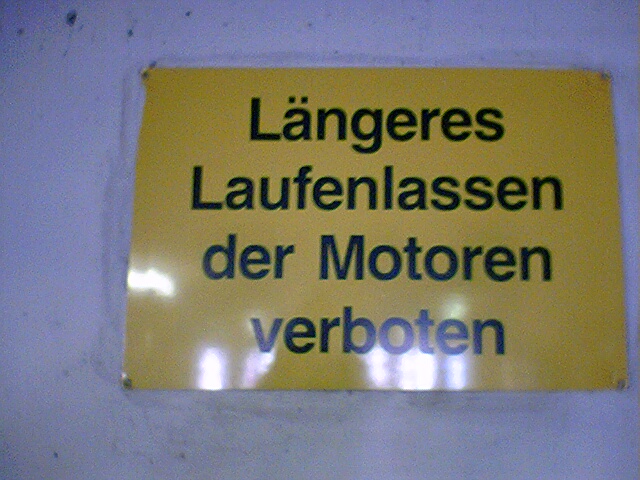 Längeres
Laufenlassen
der Motoren
verboten